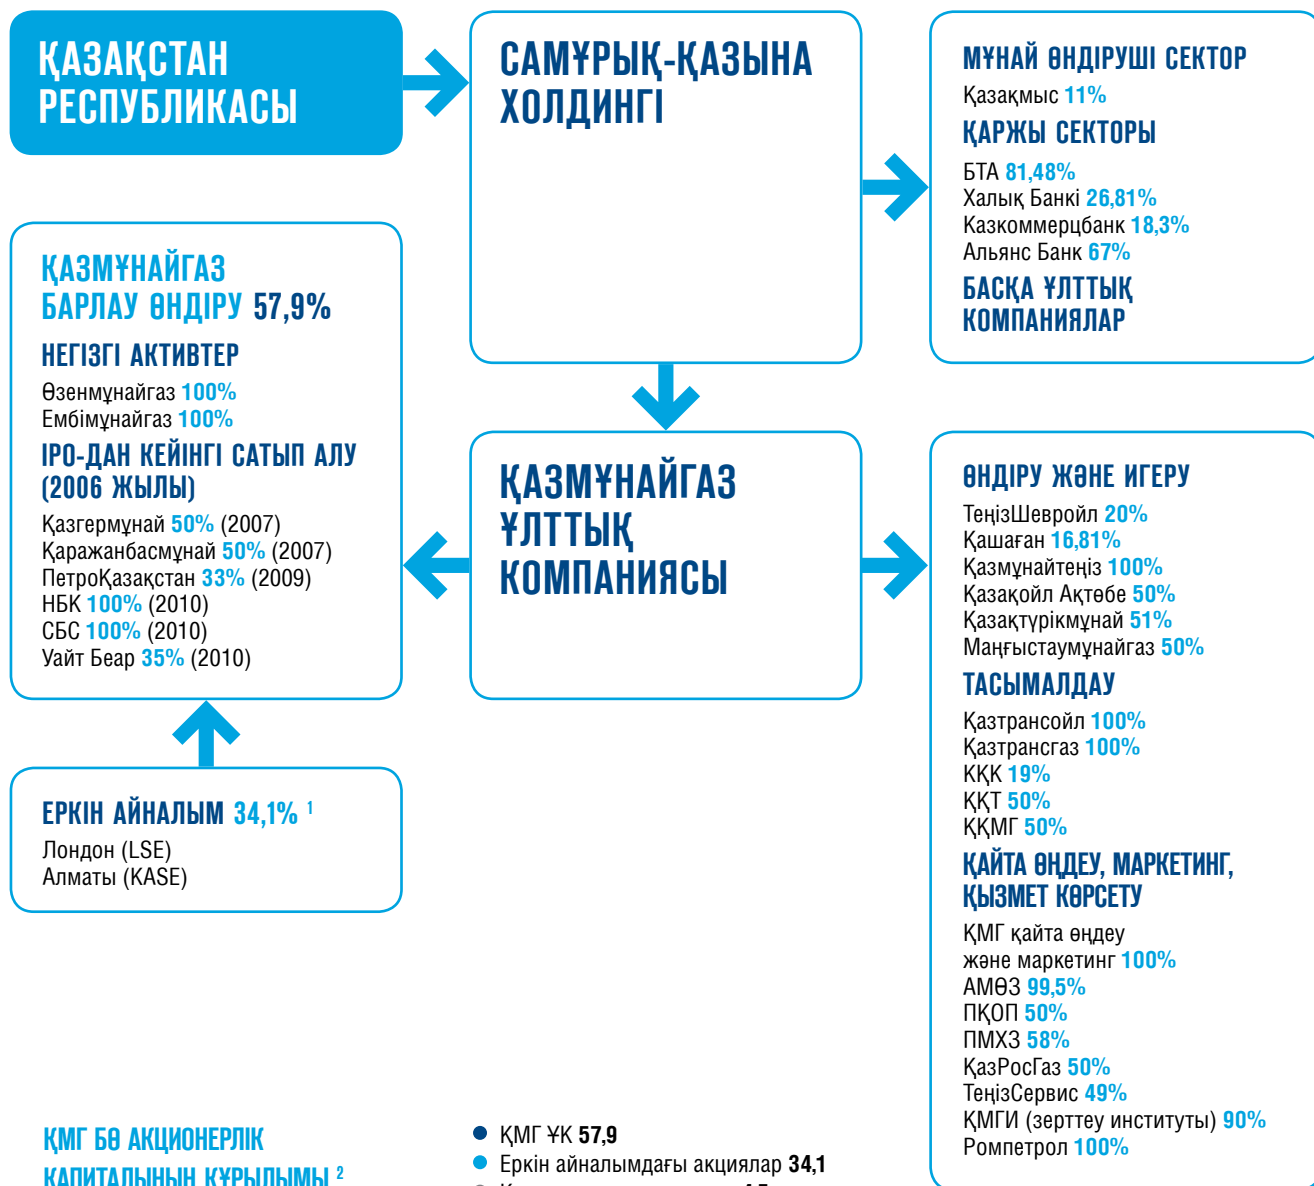 ҚАЗАҚСТАН
РЕСПУБЛИКАСЫ
САМҰРЫҚ-ҚАЗЫНА
ХОЛДИНГІ
МҰНАЙ ӨНДІРУШІ СЕКТОР
Қазақмыс 11%
ҚАРЖЫ СЕКТОРЫ
БТА 81,48%
Халық Банкі 26,81%
Казкоммерцбанк 18,3%
Альянс Банк 67%
БАСҚА ҰЛТТЫҚ
КОМПАНИЯЛАР
ҚАЗМҰНАЙГАЗ
БАРЛАУ ӨНДІРУ 57,9%
НЕГІЗГІ АКТИВТЕР
Өзенмұнайгаз 100%
Ембімұнайгаз 100%
IPO-ДАН КЕЙІНГІ САТЫП АЛУ
(2006 ЖЫЛЫ)
Қазгермұнай 50% (2007)
Қаражанбасмұнай 50% (2007)
ПетроҚазақстан 33% (2009)
НБК 100% (2010)
СБС 100% (2010)
Уайт Беар 35% (2010)
ҚАЗМҰНАЙГАЗ
ҰЛТТЫҚ
КОМПАНИЯСЫ
ӨНДІРУ ЖӘНЕ ИГЕРУ
ТеңізШевройл 20%
Қашаған 16,81%
Қазмұнайтеңіз 100%
Қазақойл Ақтөбе 50%
Қазақтүрікмұнай 51%
Маңғыстаумұнайгаз 50%
ТАСЫМАЛДАУ
Қазтрансойл 100%
Қазтрансгаз 100%
КҚК 19%
ҚҚТ 50%
ҚҚМГ 50%
ҚАЙТА ӨҢДЕУ, МАРКЕТИНГ,
ҚЫЗМЕТ КӨРСЕТУ
ҚМГ қайта өңдеу
және маркетинг 100%
АМӨЗ 99,5%
ПҚОП 50%
ПМХЗ 58%
ҚазРосГаз 50%
ТеңізСервис 49%
ҚМГИ (зерттеу институты) 90%
Ромпетрол 100%
ЕРКІН АЙНАЛЫМ 34,1% 1
Лондон (LSE)
Алматы (KASE)
ҚМГ БӨ АКЦИОНЕРЛІК
КАПИТАЛЫНЫҢ ҚҰРЫЛЫМЫ 2
ҚМГ ҰК 57,9
Еркін айналымдағы акциялар 34,1